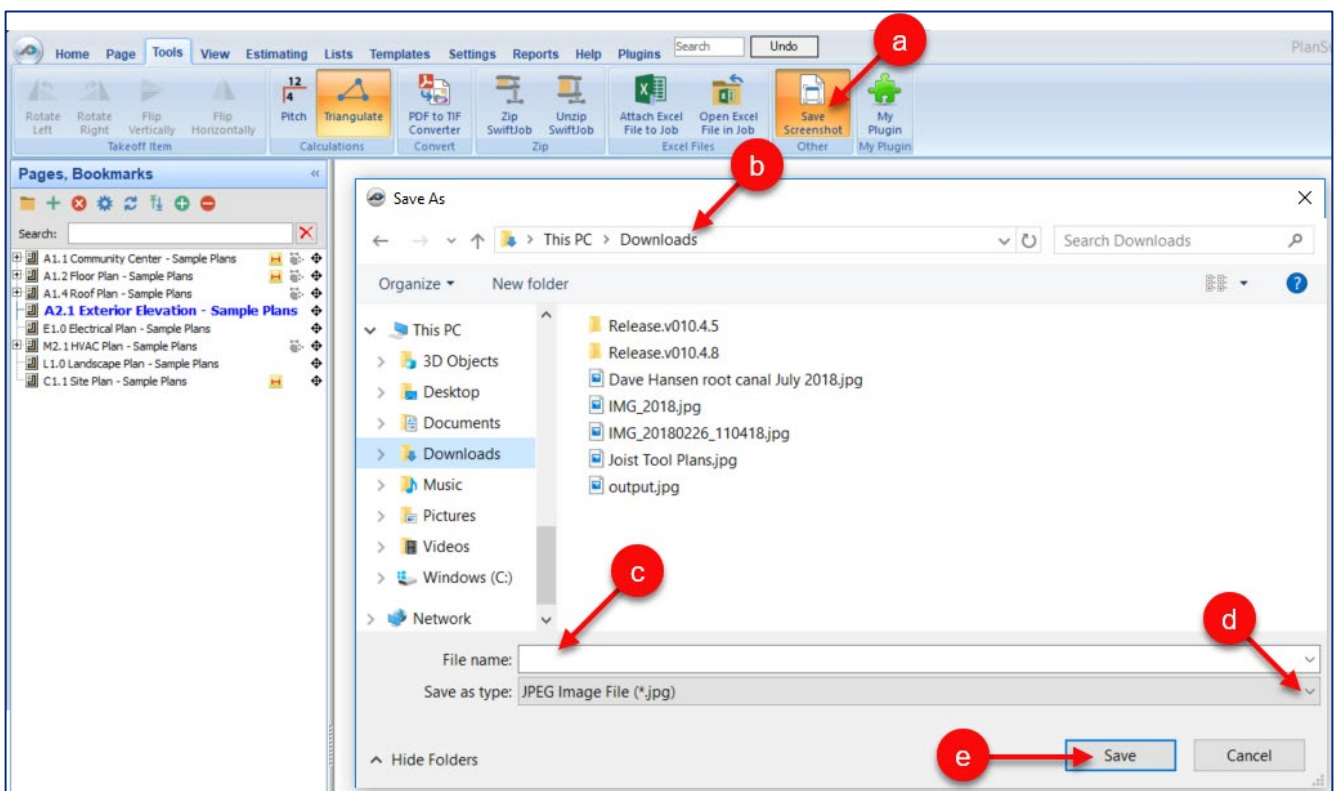 Home Page Tools View Estimating Lists Templates Settings Reports Help Plugins Search Undo
a
PlanS
12
4
Rotate Left
Rotate Right
Flip Vertically
Flip Horizontally
Takeoff Item
Pitch
Triangulate
Calculations
PDF to TIF Converter
Convert
Zip SwiftJob
Unzip SwiftJob
Zip
Attach Excel File to Job
Open Excel File in Job
Excel Files
Save Screenshot
Other
My Plugin
My Plugin
Pages, Bookmarks «
Search:
A1.1 Community Center - Sample Plans
A1.2 Floor Plan - Sample Plans
A1.4 Roof Plan - Sample Plans
A2.1 Exterior Elevation - Sample Plans
E1.0 Electrical Plan - Sample Plans
M2.1 HVAC Plan - Sample Plans
L1.0 Landscape Plan - Sample Plans
C1.1 Site Plan - Sample Plans
b
Save As
This PC > Downloads
Search Downloads
Organize
New folder
?
This PC
3D Objects
Desktop
Documents
Downloads
Music
Pictures
Videos
Windows (C:)
Network
Release.v010.4.5
Release.v010.4.8
Dave Hansen root canal July 2018.jpg
IMG_2018.jpg
IMG_20180226_110418.jpg
Joist Tool Plans.jpg
output.jpg
c
d
File name:
Save as type: JPEG Image File (*.jpg)
Hide Folders
e
Save
Cancel